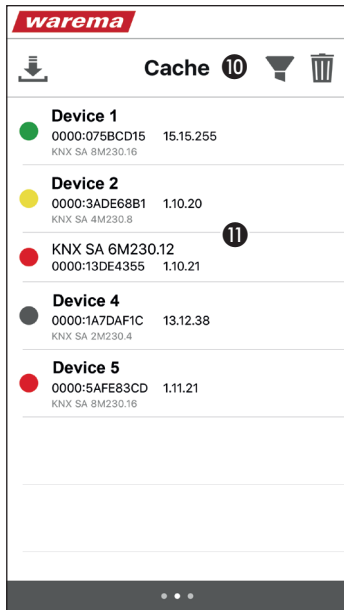 warema
Cache 10
Device 1
0000:075BCD15 15.15.255
KNX SA 8M230.16
Device 2
0000:3ADE68B1 1.10.20
KNX SA 4M230.8
11
KNX SA 6M230.12
0000:13DE4355 1.10.21
Device 4
0000:1A7DAF1C 13.12.38
KNX SA 2M230.4
Device 5
0000:5AFE83CD 1.11.21
KNX SA 8M230.16